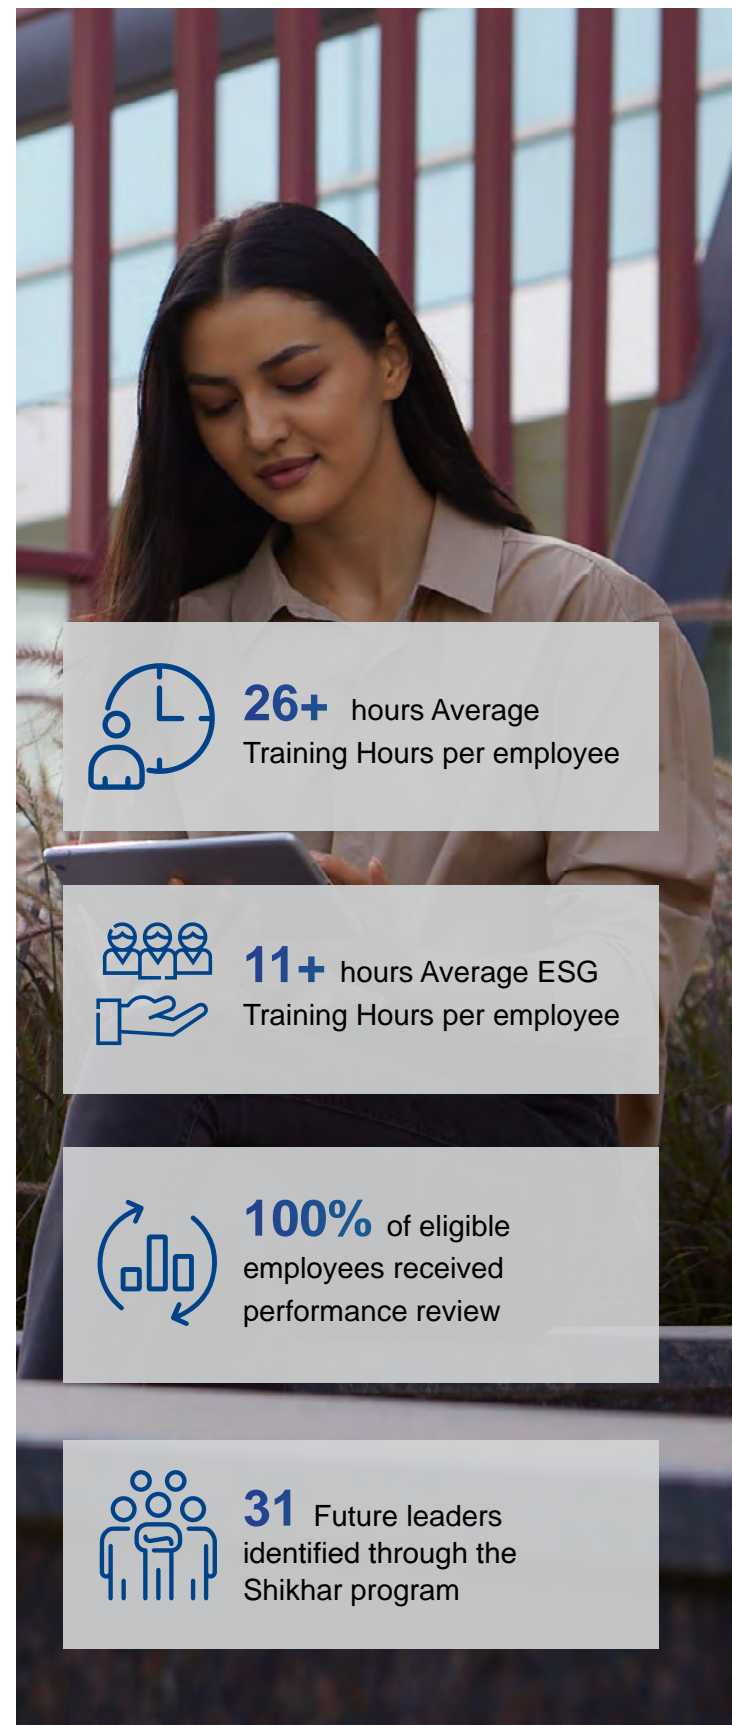 26+ hours Average
Training Hours per employee
11+ hours Average ESG
Training Hours per employee
100% of eligible
employees received
performance review
31 Future leaders
identified through the
Shikhar program